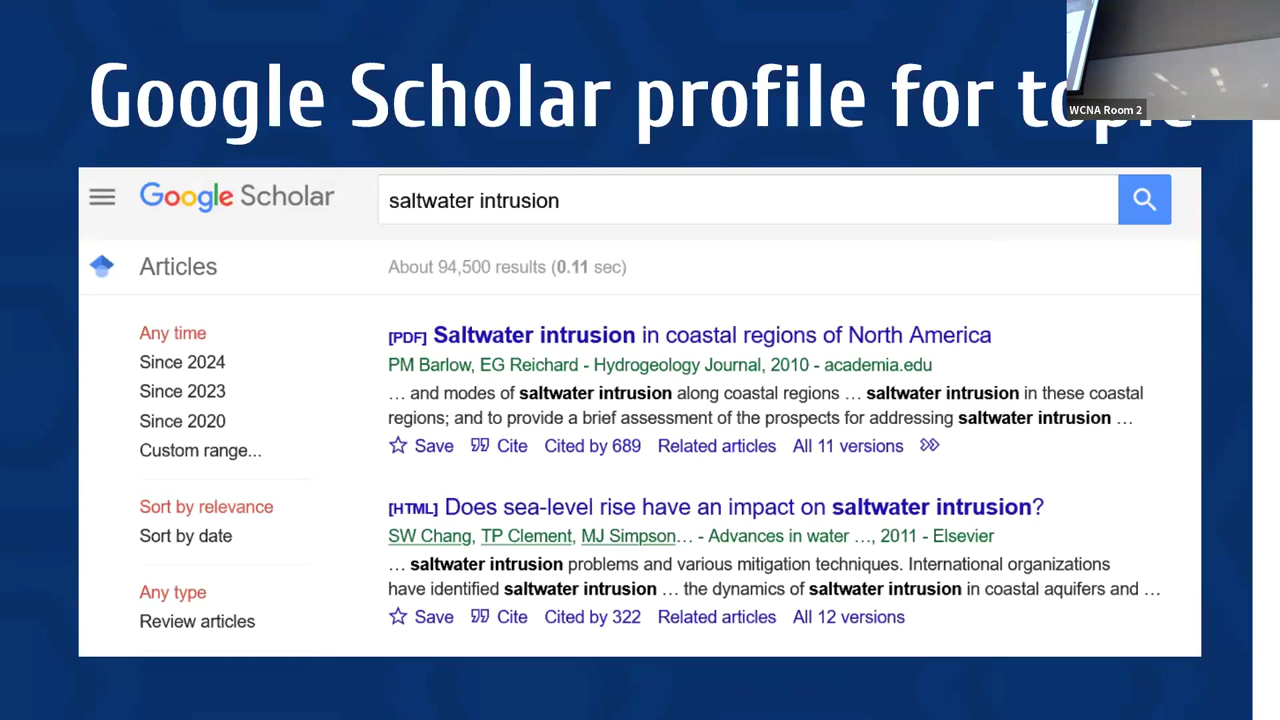 Google Scholar profile for topic
WCNA Room 2
Google Scholar
saltwater intrusion
Articles
About 94,500 results (0.11 sec)
Any time
Since 2024
Since 2023
Since 2020
Custom range...
Sort by relevance
Sort by date
Any type
Review articles
[PDF] Saltwater intrusion in coastal regions of North America
PM Barlow, EG Reichard - Hydrogeology Journal, 2010 - academia.edu
… and modes of saltwater intrusion along coastal regions … saltwater intrusion in these coastal
regions; and to provide a brief assessment of the prospects for addressing saltwater intrusion …
Save Cite Cited by 689 Related articles All 11 versions
[HTML] Does sea-level rise have an impact on saltwater intrusion?
SW Chang, TP Clement, MJ Simpson… - Advances in water …, 2011 - Elsevier
… saltwater intrusion problems and various mitigation techniques. International organizations
have identified saltwater intrusion … the dynamics of saltwater intrusion in coastal aquifers and …
Save Cite Cited by 322 Related articles All 12 versions